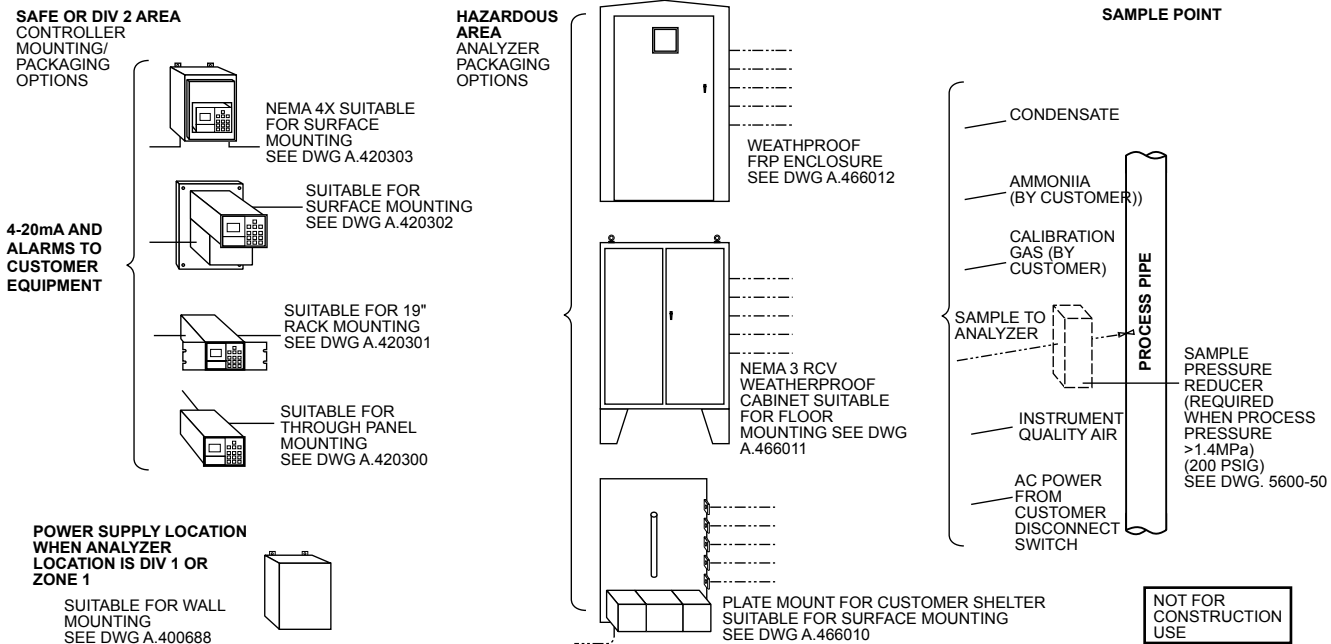 SAFE OR DIV 2 AREA
CONTROLLER
MOUNTING/
PACKAGING
OPTIONS
NEMA 4X SUITABLE
FOR SURFACE
MOUNTING
SEE DWG A.420303
SUITABLE FOR
SURFACE MOUNTING
SEE DWG A.420302
4-20mA AND
ALARMS TO
CUSTOMER
EQUIPMENT
SUITABLE FOR 19"
RACK MOUNTING
SEE DWG A.420301
SUITABLE FOR
THROUGH PANEL
MOUNTING
SEE DWG A.420300
POWER SUPPLY LOCATION
WHEN ANALYZER
LOCATION IS DIV 1 OR
ZONE 1
SUITABLE FOR WALL
MOUNTING
SEE DWG A.400688
HAZARDOUS
AREA
ANALYZER
PACKAGING
OPTIONS
WEATHPROOF
FRP ENCLOSURE
SEE DWG A.466012
NEMA 3 RCV
WEATHERPROOF
CABINET SUITABLE
FOR FLOOR
MOUNTING SEE DWG
A.466011
PLATE MOUNT FOR CUSTOMER SHELTER
SUITABLE FOR SURFACE MOUNTING
SEE DWG A.466010
SAMPLE POINT
CONDENSATE
AMMONIIA
(BY CUSTOMER))
CALIBRATION
GAS (BY
CUSTOMER)
SAMPLE TO
ANALYZER
PROCESS PIPE
SAMPLE
PRESSURE
REDUCER
(REQUIRED
WHEN PROCESS
PRESSURE
>1.4MPa)
(200 PSIG)
SEE DWG. 5600-50
INSTRUMENT
QUALITY AIR
AC POWER
FROM
CUSTOMER
DISCONNECT
SWITCH
NOT FOR
CONSTRUCTION
USE